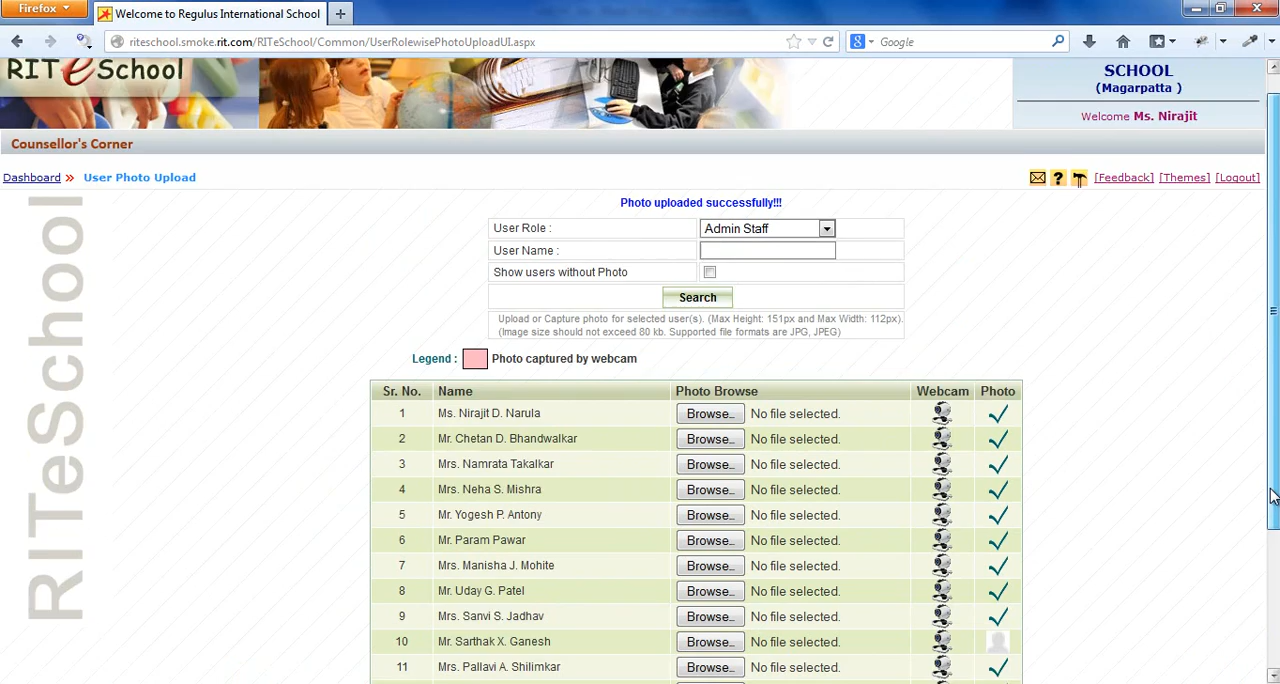 Firefox
Welcome to Regulus International School
riteschool.smoke.rit.com/RITeSchool/Common/UserRolewisePhotoUploadUI.aspx
Google
RITeSchool
SCHOOL
(Magarpatta )
Welcome Ms. Nirajit
Counsellor's Corner
Dashboard » User Photo Upload
[Feedback] [Themes] [Logout]
RITeSchool
Photo uploaded successfully!!!
User Role : Admin Staff
User Name :
Show users without Photo
Search
Upload or Capture photo for selected user(s). (Max Height: 151px and Max Width: 112px).
(Image size should not exceed 80 kb. Supported file formats are JPG, JPEG)
Legend : Photo captured by webcam
Sr. No. Name Photo Browse Webcam Photo
1 Ms. Nirajit D. Narula Browse... No file selected.
2 Mr. Chetan D. Bhandwalkar Browse... No file selected.
3 Mrs. Namrata Takalkar Browse... No file selected.
4 Mrs. Neha S. Mishra Browse... No file selected.
5 Mr. Yogesh P. Antony Browse... No file selected.
6 Mr. Param Pawar Browse... No file selected.
7 Mrs. Manisha J. Mohite Browse... No file selected.
8 Mr. Uday G. Patel Browse... No file selected.
9 Mrs. Sanvi S. Jadhav Browse... No file selected.
10 Mr. Sarthak X. Ganesh Browse... No file selected.
11 Mrs. Pallavi A. Shilimkar Browse... No file selected.